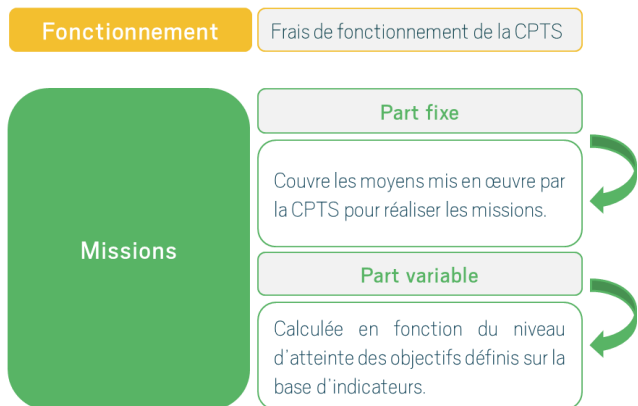 Fonctionnement
Frais de fonctionnement de la CPTS
Part fixe
Couvre les moyens mis en œuvre par
la CPTS pour réaliser les missions.
Missions
Part variable
Calculée en fonction du niveau
d'atteinte des objectifs définis sur la
base d'indicateurs.